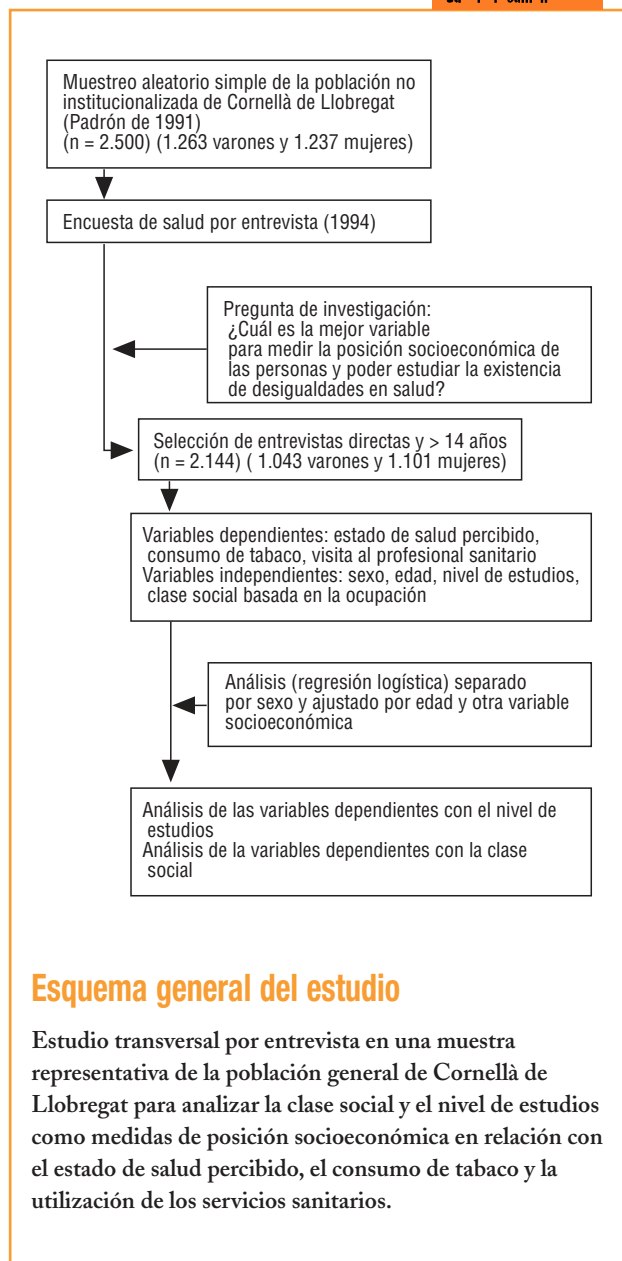 Muestreo aleatorio simple de la población no
institucionalizada de Cornellà de Llobregat
(Padrón de 1991)
(n = 2.500) (1.263 varones y 1.237 mujeres)
Encuesta de salud por entrevista (1994)
Pregunta de investigación:
¿Cuál es la mejor variable
para medir la posición socioeconómica de
las personas y poder estudiar la existencia
de desigualdades en salud?
Selección de entrevistas directas y > 14 años
(n = 2.144) ( 1.043 varones y 1.101 mujeres)
Variables dependientes: estado de salud percibido,
consumo de tabaco, visita al profesional sanitario
Variables independientes: sexo, edad, nivel de estudios,
clase social basada en la ocupación
Análisis (regresión logística) separado
por sexo y ajustado por edad y otra variable
socioeconómica
Análisis de las variables dependientes con el nivel de
estudios
Análisis de la variables dependientes con la clase
social
Esquema general del estudio
Estudio transversal por entrevista en una muestra
representativa de la población general de Cornellà de
Llobregat para analizar la clase social y el nivel de estudios
como medidas de posición socioeconómica en relación con
el estado de salud percibido, el consumo de tabaco y la
utilización de los servicios sanitarios.